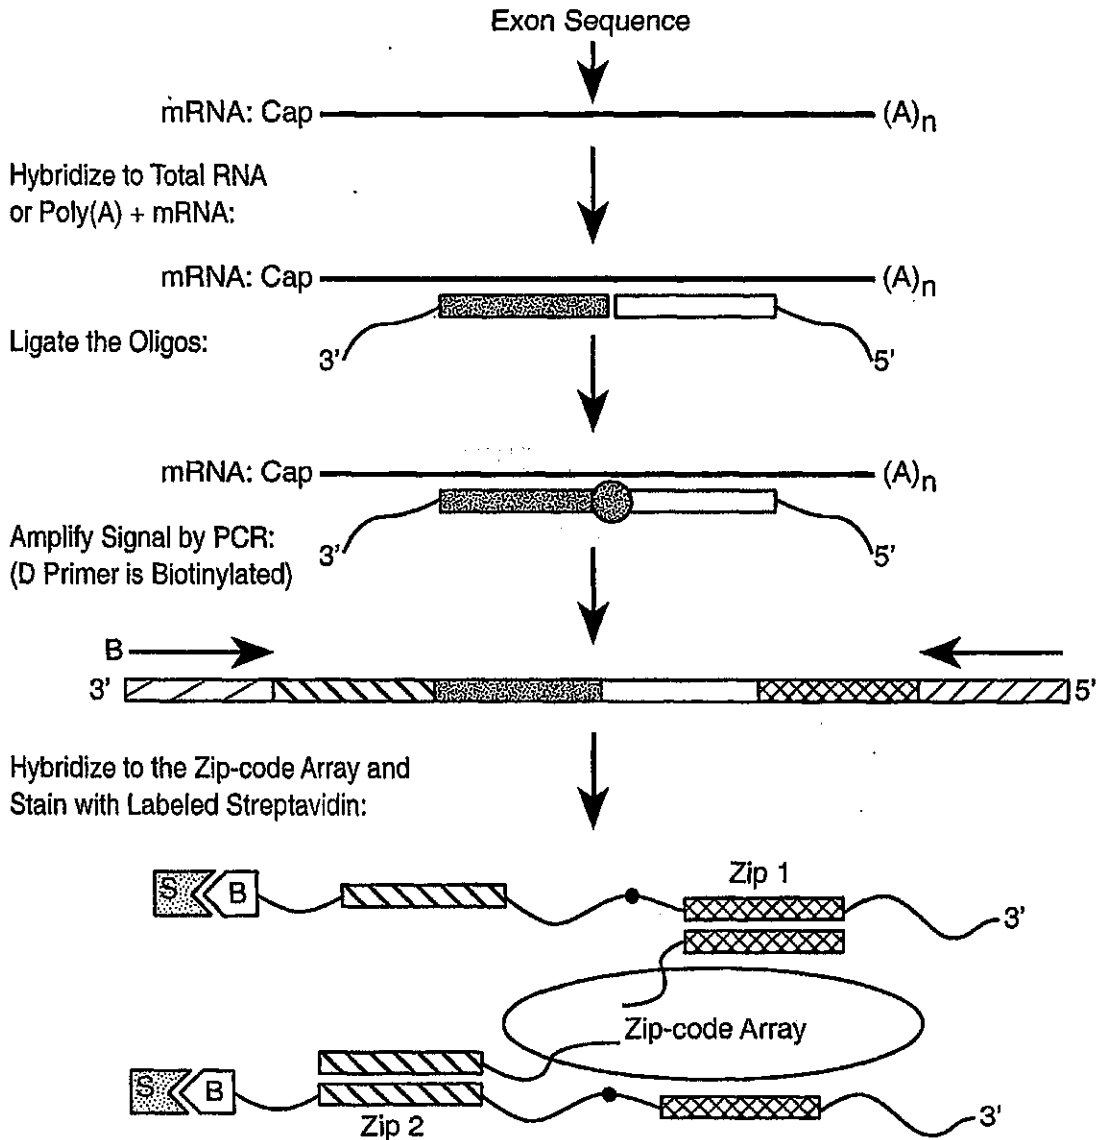 Exon Sequence
mRNA: Cap
(A)n
Hybridize to Total RNA
or Poly(A) + mRNA:
mRNA: Cap
(A)n
Ligate the Oligos:
3'
5'
mRNA: Cap
(A)n
Amplify Signal by PCR:
3'
5'
(D Primer is Biotinylated)
B
3'
5'
Hybridize to the Zip-code Array and
Stain with Labeled Streptavidin:
S
B
Zip 1
3'
Zip-code Array
S
B
Zip 2
3'